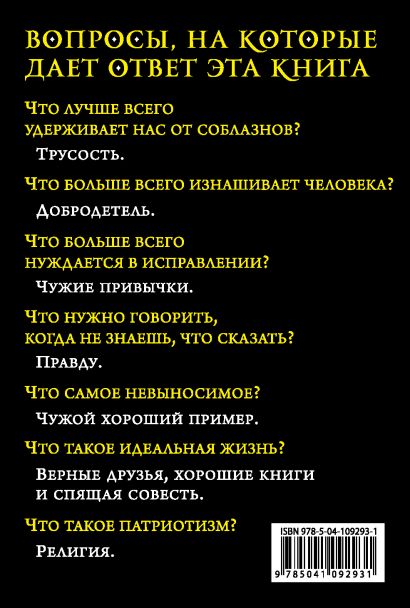 Вопросы, на которые
дает ответ эта книга
Что лучше всего
удерживает нас от соблазнов?
Трусость.
Что больше всего изнашивает человека?
Добродетель.
Что больше всего
нуждается в исправлении?
Чужие привычки.
Что нужно говорить,
когда не знаешь, что сказать?
Правду.
Что самое невыносимое?
Чужой хороший пример.
Что такое идеальная жизнь?
Верные друзья, хорошие книги
и спящая совесть.
Что такое патриотизм?
Религия.
ISBN 978-5-04-109293-1
9 785041 092931 >